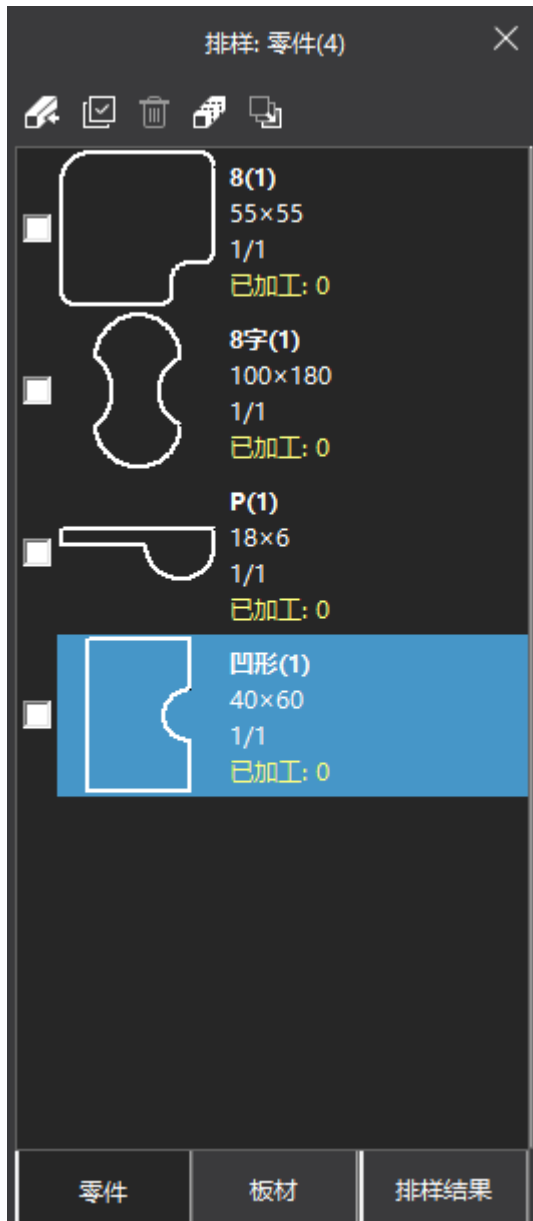 排样: 零件(4)
8(1)
55×55
1/1
已加工: 0
8字(1)
100×180
1/1
已加工: 0
P(1)
18×6
1/1
已加工: 0
凹形(1)
40×60
1/1
已加工: 0
零件 板材 排样结果